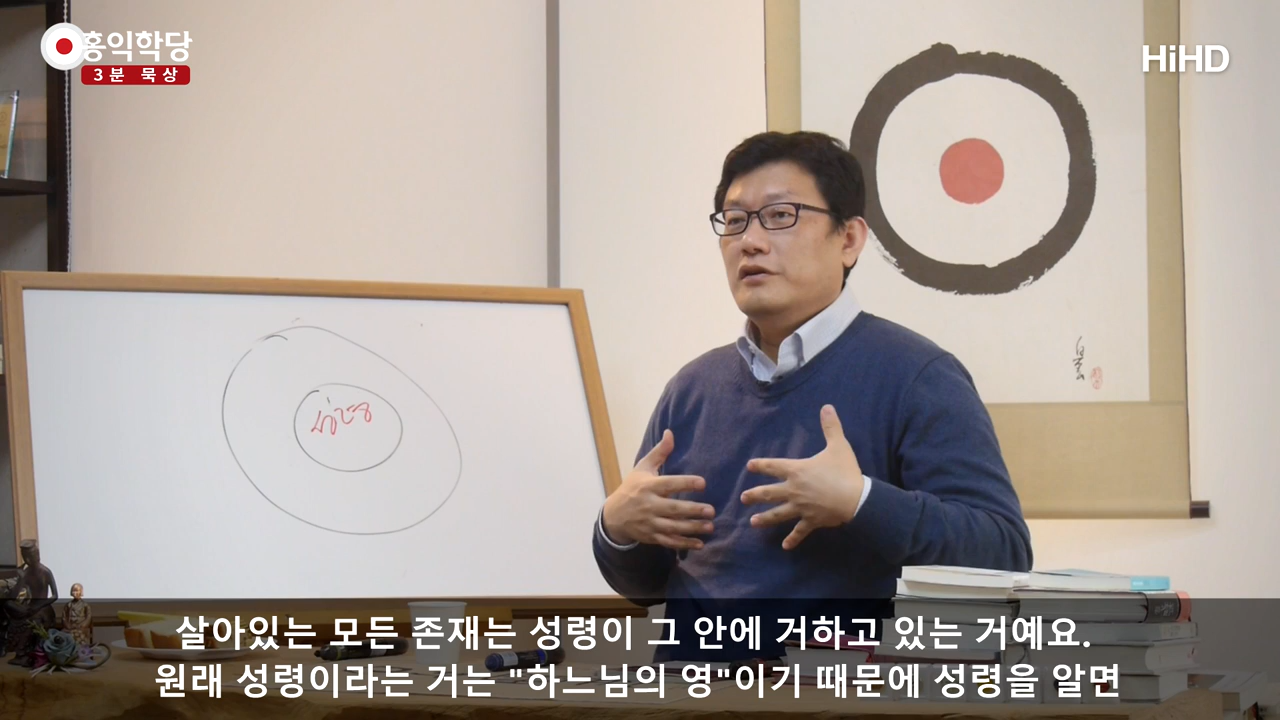 홍익학당
3분 묵상
HiHD
성령
살아있는 모든 존재는 성령이 그 안에 거하고 있는 거예요.
원래 성령이라는 거는 "하느님의 영"이기 때문에 성령을 알면